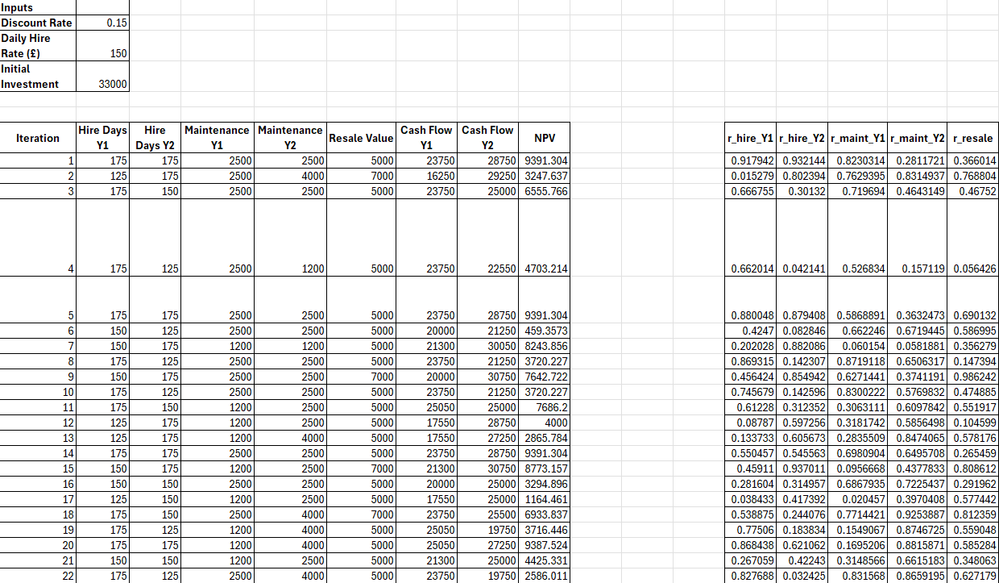 Inputs
Discount Rate 0.15
Daily Hire
Rate (£) 150
Initial
Investment 33000
Iteration Hire Days Y1 Hire Days Y2 Maintenance Y1 Maintenance Y2 Resale Value Cash Flow Y1 Cash Flow Y2 NPV r_hire_Y1 r_hire_Y2 r_maint_Y1 r_maint_Y2 r_resale
1 175 175 2500 2500 5000 23750 28750 9391.304 0.917942 0.932144 0.8230314 0.2811721 0.366014
2 125 175 2500 4000 7000 16250 29250 3247.637 0.015279 0.802394 0.7629395 0.8314937 0.768804
3 175 150 2500 2500 5000 23750 25000 6555.766 0.666755 0.30132 0.719694 0.4643149 0.46752
4 175 125 2500 1200 5000 23750 22550 4703.214 0.662014 0.042141 0.526834 0.157119 0.056426
5 175 175 2500 2500 5000 23750 28750 9391.304 0.880048 0.879408 0.5868891 0.3632473 0.690132
6 150 125 2500 2500 5000 20000 21250 459.3573 0.4247 0.082846 0.662246 0.6719445 0.586995
7 150 175 1200 1200 5000 21300 30050 8243.856 0.202028 0.882086 0.060154 0.0581881 0.356279
8 175 125 2500 2500 5000 23750 21250 3720.227 0.869315 0.142307 0.8719118 0.6506317 0.147394
9 150 175 2500 2500 7000 20000 30750 7642.722 0.456424 0.854942 0.6271441 0.3741191 0.986242
10 175 125 2500 2500 5000 23750 21250 3720.227 0.745679 0.142596 0.8300222 0.5769832 0.474885
11 175 150 1200 2500 5000 25050 25000 7686.2 0.61228 0.312352 0.3063111 0.6097842 0.551917
12 125 175 1200 2500 5000 17550 28750 4000 0.08787 0.597256 0.3181742 0.5856498 0.104599
13 125 175 1200 4000 5000 17550 27250 2865.784 0.133733 0.605673 0.2835509 0.8474065 0.578176
14 175 175 2500 2500 5000 23750 28750 9391.304 0.550457 0.545563 0.6980904 0.6495708 0.265459
15 150 175 1200 2500 7000 21300 30750 8773.157 0.45911 0.937011 0.0956668 0.4377833 0.808612
16 150 150 2500 2500 5000 20000 25000 3294.896 0.281604 0.314957 0.6867935 0.7225437 0.291962
17 125 150 1200 2500 5000 17550 25000 1164.461 0.038433 0.417392 0.020457 0.3970408 0.577442
18 175 150 2500 4000 7000 23750 25500 6933.837 0.538875 0.244076 0.7714421 0.9253887 0.812359
19 175 125 1200 4000 5000 25050 19750 3716.446 0.77506 0.183834 0.1549067 0.8746725 0.559048
20 175 175 1200 4000 5000 25050 27250 9387.524 0.868438 0.621062 0.1695206 0.8815871 0.585284
21 150 150 1200 2500 5000 21300 25000 4425.331 0.267059 0.42243 0.3148566 0.6615183 0.348063
22 175 125 2500 4000 5000 23750 19750 2586.011 0.827688 0.032425 0.831568 0.8659195 0.627179